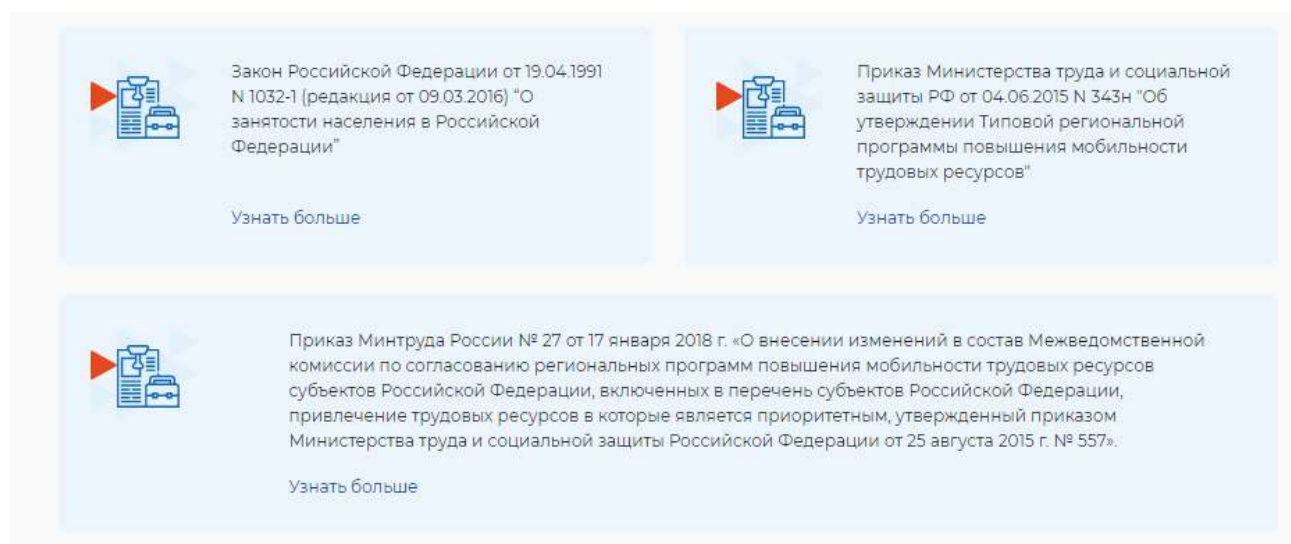 Закон Российской Федерации от 19.04.1991
N 1032-1 (редакция от 09.03.2016) “О
занятости населения в Российской
Федерации”
Узнать больше
Приказ Министерства труда и социальной
защиты РФ от 04.06.2015 N 343н "Об
утверждении Типовой региональной
программы повышения мобильности
трудовых ресурсов"
Узнать больше
Приказ Минтруда России № 27 от 17 января 2018 г. «О внесении изменений в состав Межведомственной
комиссии по согласованию региональных программ повышения мобильности трудовых ресурсов
субъектов Российской Федерации, включенных в перечень субъектов Российской Федерации,
привлечение трудовых ресурсов в которые является приоритетным, утвержденный приказом
Министерства труда и социальной защиты Российской Федерации от 25 августа 2015 г. № 557».
Узнать больше